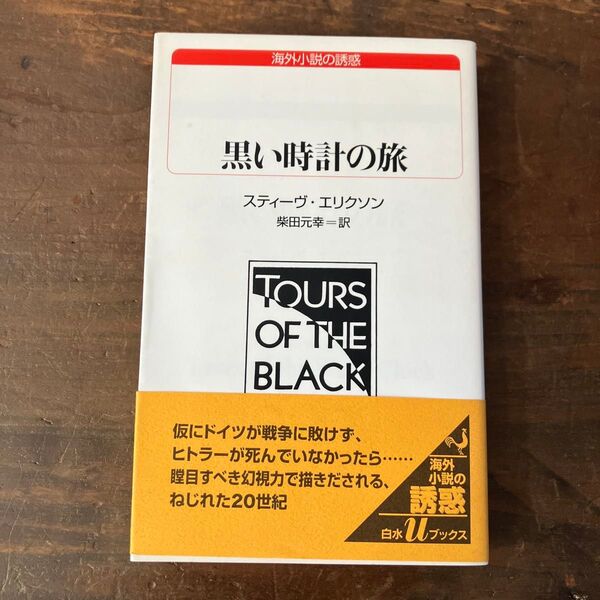 海外小説の誘惑
黒い時計の旅
スティーヴ・エリクソン
柴田元幸=訳
TOURS
OF THE
BLACK
仮にドイツが戦争に敗けず、
ヒトラーが死んでいなかったら……
瞠目すべき幻視力で描きだされる、
ねじれた20世紀
海外
小説の
誘惑
白水uブックス